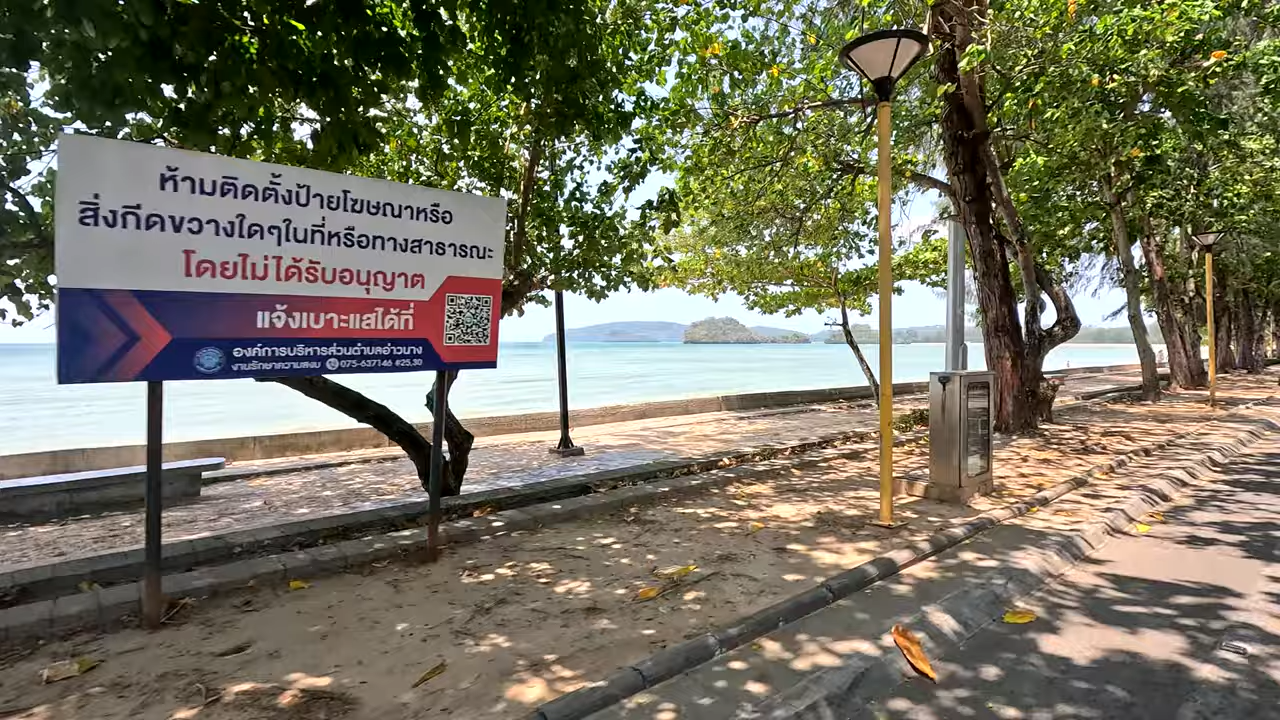 ห้ามติดตั้งป้ายโฆษณาหรือ
สิ่งกีดขวางใดๆในที่หรือทางสาธารณะ
โดยไม่ได้รับอนุญาต
แจ้งเบาะแสได้ที่
องค์การบริหารส่วนตำบลอ่าวนาง
งานรักษาความสงบ 075-637146 #25,30